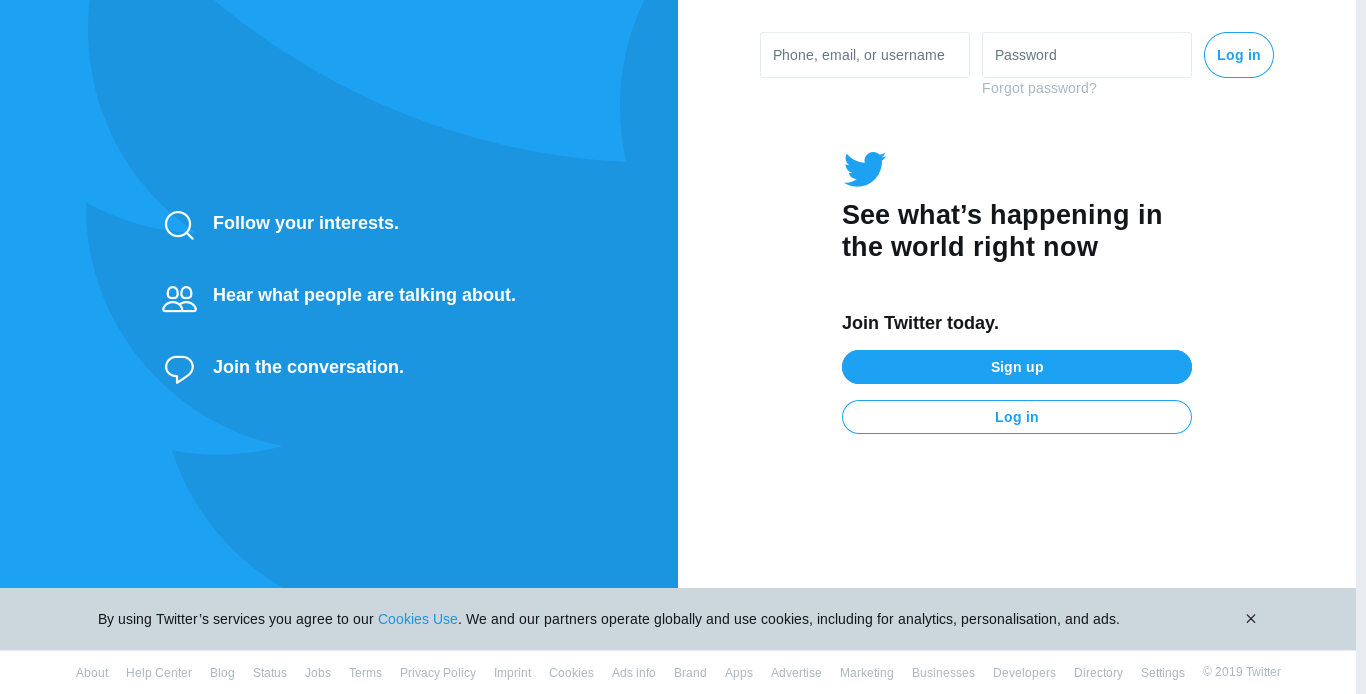 Phone, email, or username
Password
Log in
Forgot password?
Follow your interests.
Hear what people are talking about.
Join the conversation.
See what’s happening in
the world right now
Join Twitter today.
Sign up
Log in
By using Twitter’s services you agree to our Cookies Use. We and our partners operate globally and use cookies, including for analytics, personalisation, and ads.
About Help Center Blog Status Jobs Terms Privacy Policy Imprint Cookies Ads info Brand Apps Advertise Marketing Businesses Developers Directory Settings © 2019 Twitter